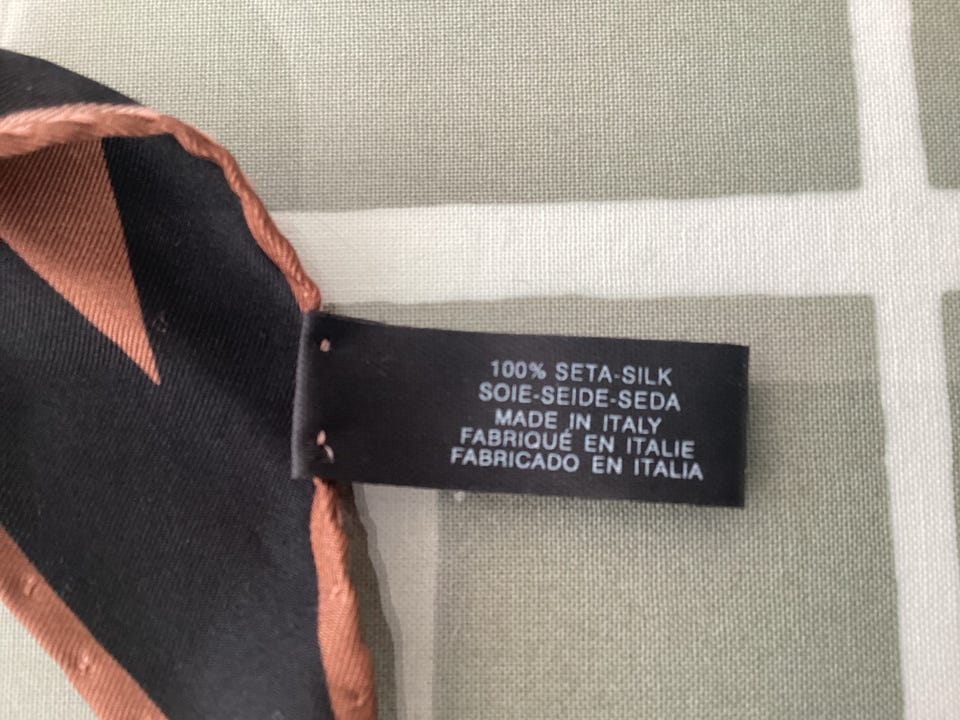 100% SETA-SILK
SOIE-SEIDE-SEDA
MADE IN ITALY
FABRIQUÉ EN ITALIE
FABRICADO EN ITALIA